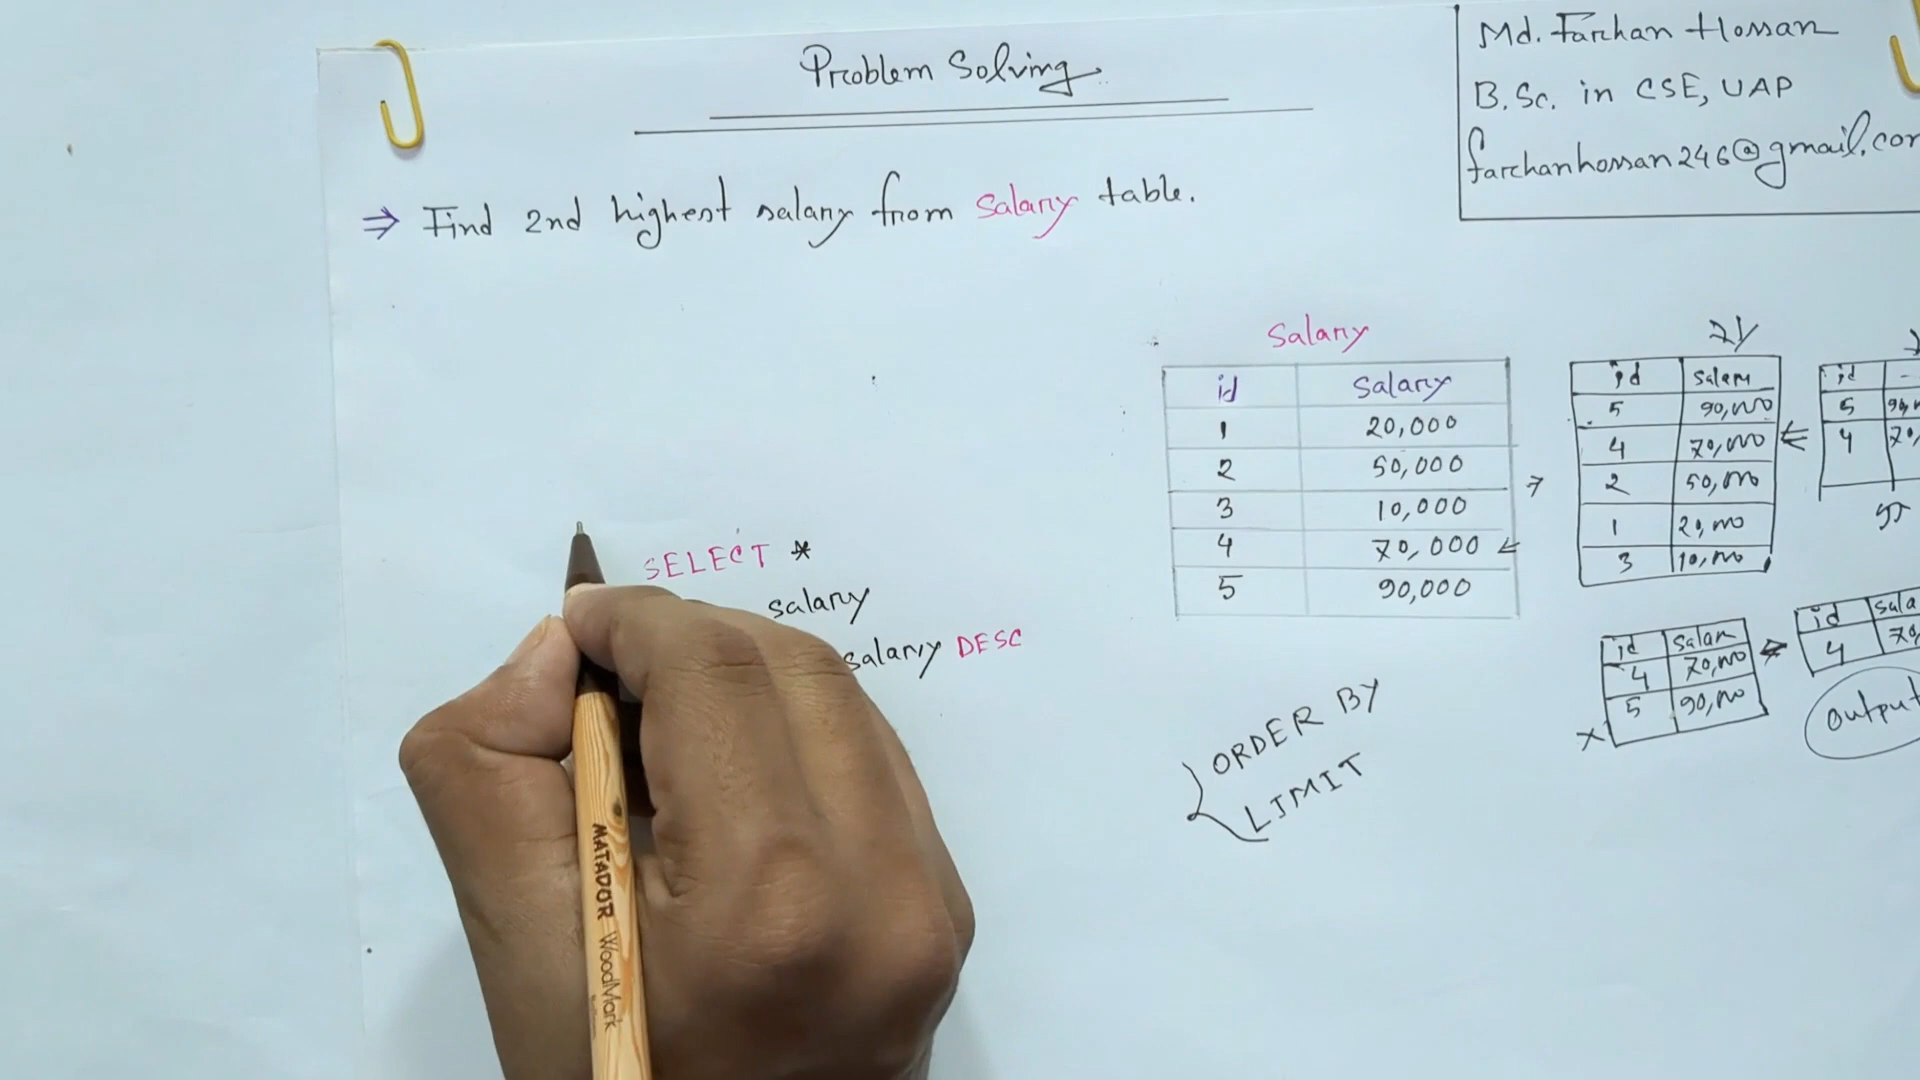 Problem Solving
Md. Farhan Hossan
B.Sc. in CSE, UAP
farhanhossan246@gmail.com
⇒ Find 2nd highest salary from Salary table.
Salary
id Salary
1 20,000
2 50,000
3 10,000
4 70,000
5 90,000
id
5 90,000
4 70,000
2 50,000
1 20,000
3 10,000
id -
5
4
SELECT *
salary
salary DESC
id
4 70,000
5 90,000
×
id
4
output
ORDER BY
LIMIT
MATADOR WoodMark